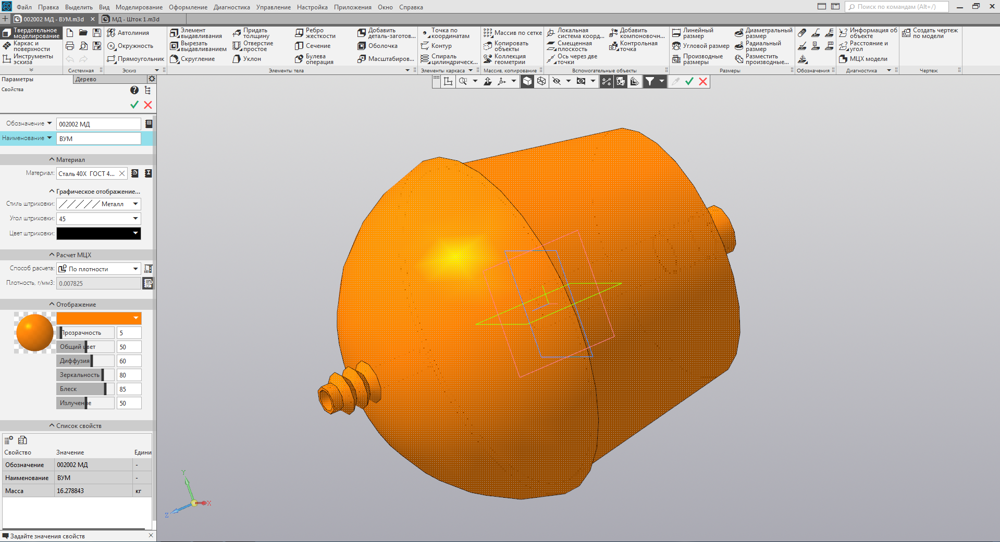 Файл Правка Выделить Вид Моделирование Оформление Диагностика Управление Настройка Приложения Окно Справка
Поиск по командам (Alt+/)
002002 МД - ВУМ.m3d
МД - Шток 1.m3d
Твердотельное моделирование
Каркас и поверхности
Инструменты эскиза
Системная
Автолиния
Окружность
Прямоугольник
Эскиз
Элемент выдавливания
Вырезать выдавливанием
Скругление
Придать толщину
Отверстие простое
Уклон
Ребро жесткости
Сечение
Булева операция
Добавить деталь-заготов...
Оболочка
Масштабиров...
Элементы тела
Точка по координатам
Контур
Спираль цилиндрическ...
Элементы каркаса
Массив по сетке
Копировать объекты
Коллекция геометрии
Массив, копирование
Локальная система коорд...
Смещенная плоскость
Ось через две точки
Добавить компоновочн...
Контрольная точка
Вспомогательные объекты
Линейный размер
Угловой размер
Производные размеры
Диаметральный размер
Радиальный размер
Разместить производные...
Размеры
Обозначения
Информация об объекте
Расстояние и угол
МЦХ модели
Диагностика
Создать чертеж по модели
Чертеж
Параметры
Дерево
Свойства
Обозначение 002002 МД
Наименование ВУМ
Материал
Материал: Сталь 40Х ГОСТ 4...
Графическое отображение...
Стиль штриховки: Металл
Угол штриховки: 45
Цвет штриховки:
Расчет МЦХ
Способ расчета: По плотности
Плотность, г/мм3: 0.007825
Отображение
Прозрачность 5
Общий цвет 50
Диффузия 60
Зеркальность 80
Блеск 85
Излучение 50
Список свойств
Свойство Значение Едини
Обозначение 002002 МД -
Наименование ВУМ -
Масса 16.278843 кг
Задайте значения свойств
Y
X
Z